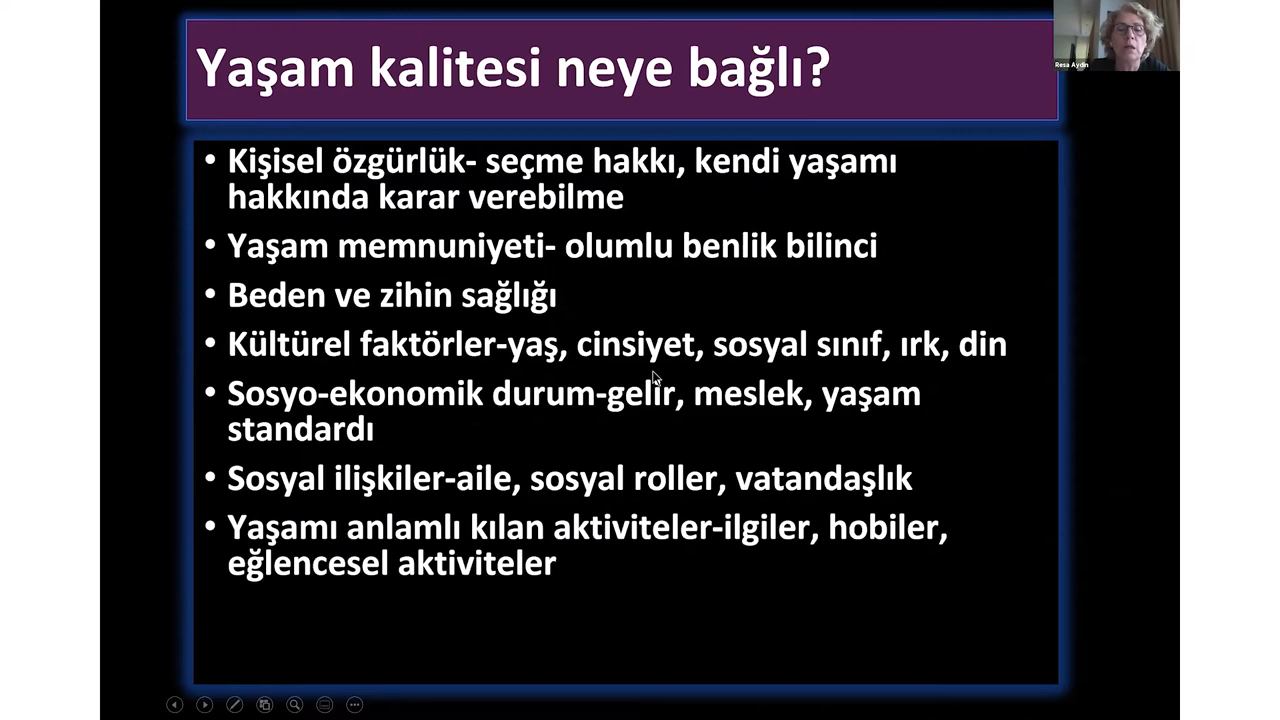 Yaşam kalitesi neye bağlı?
Resa Aydın
• Kişisel özgürlük- seçme hakkı, kendi yaşamı
hakkında karar verebilme
• Yaşam memnuniyeti- olumlu benlik bilinci
• Beden ve zihin sağlığı
• Kültürel faktörler-yaş, cinsiyet, sosyal sınıf, ırk, din
• Sosyo-ekonomik durum-gelir, meslek, yaşam
standardı
• Sosyal ilişkiler-aile, sosyal roller, vatandaşlık
• Yaşamı anlamlı kılan aktiviteler-ilgiler, hobiler,
eğlencesel aktiviteler